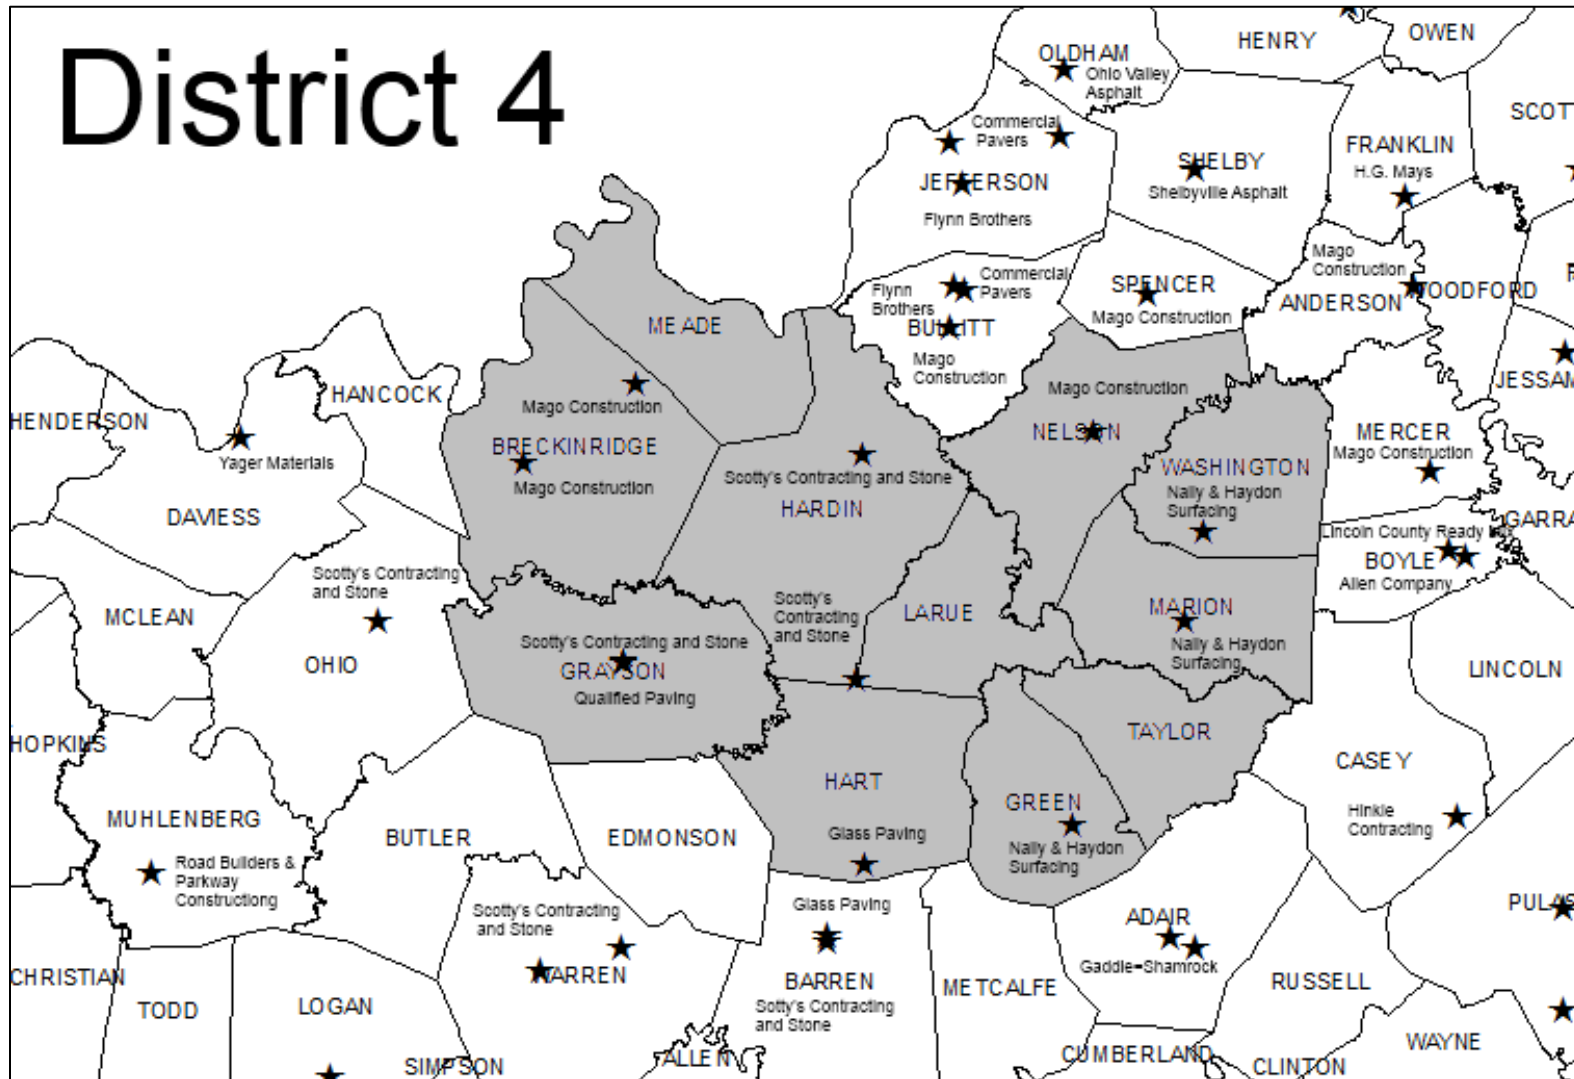 District 4
OLDHAM
Ohio Valley
Asphalt
HENRY
OWEN
SCOT
Commercial
Pavers
JEFFERSON
Flynn Brothers
SHELBY
Shelbyville Asphalt
FRANKLIN
H.G. Mays
Flynn
Brothers
Commercial
Pavers
BULLITT
Mago
Construction
SPENCER
Mago Construction
Mago
Construction
ANDERSON
WOODFORD
MEADE
HANCOCK
HENDERSON
Yager Materials
DAVIESS
Mago Construction
BRECKINRIDGE
Mago Construction
Scotty's Contracting and Stone
HARDIN
Mago Construction
NELSON
WASHINGTON
Nally & Haydon
Surfacing
MERCER
Mago Construction
JESSAM
GARRA
Lincoln County Ready Mix
BOYLE
Allen Company
MCLEAN
Scotty's Contracting
and Stone
OHIO
Scotty's Contracting and Stone
GRAYSON
Qualified Paving
Scotty's
Contracting
and Stone
LARUE
MARION
Nally & Haydon
Surfacing
LINCOLN
HOPKINS
MUHLENBERG
Road Builders &
Parkway
Constructiong
BUTLER
EDMONSON
HART
Glass Paving
GREEN
Nally & Haydon
Surfacing
TAYLOR
CASEY
Hinkle
Contracting
Scotty's Contracting
and Stone
WARREN
Glass Paving
BARREN
Sotty's Contracting
and Stone
METCALFE
ADAIR
Gaddie-Shamrock
RUSSELL
PULAS
CHRISTIAN
TODD
LOGAN
SIMPSON
ALLEN
CUMBERLAND
CLINTON
WAYNE